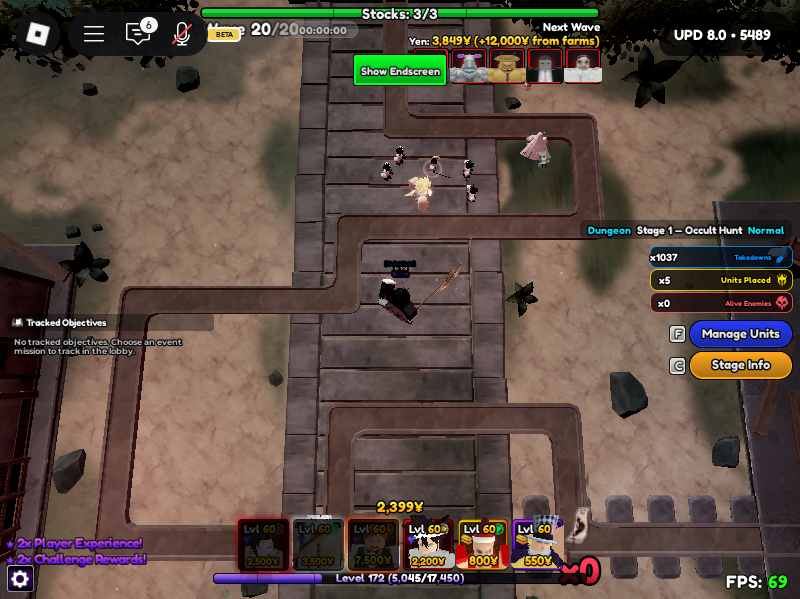 Stocks: 3/3
6
BETA
20/20
00:00:00
Next Wave
UPD 8.0 • 5489
Yen: 3,849¥ (+12,000¥ from farms)
Show Endscreen
Dungeon Stage 1 – Occult Hunt Normal
x1037 Takedowns
x5 Units Placed
x0 Alive Enemies
Tracked Objectives
No tracked objectives. Choose an event
mission to track in the lobby.
F Manage Units
C Stage Info
2,399¥
Lvl 60
2,500¥
Lvl 60
3,500¥
Lvl 60
7,500¥
Lvl 60
2,200¥
Lvl 60
800¥
Lvl 60
550¥
x0
2x Player Experience!
2x Challenge Rewards!
Level 172 (5,045/17,450)
FPS: 69